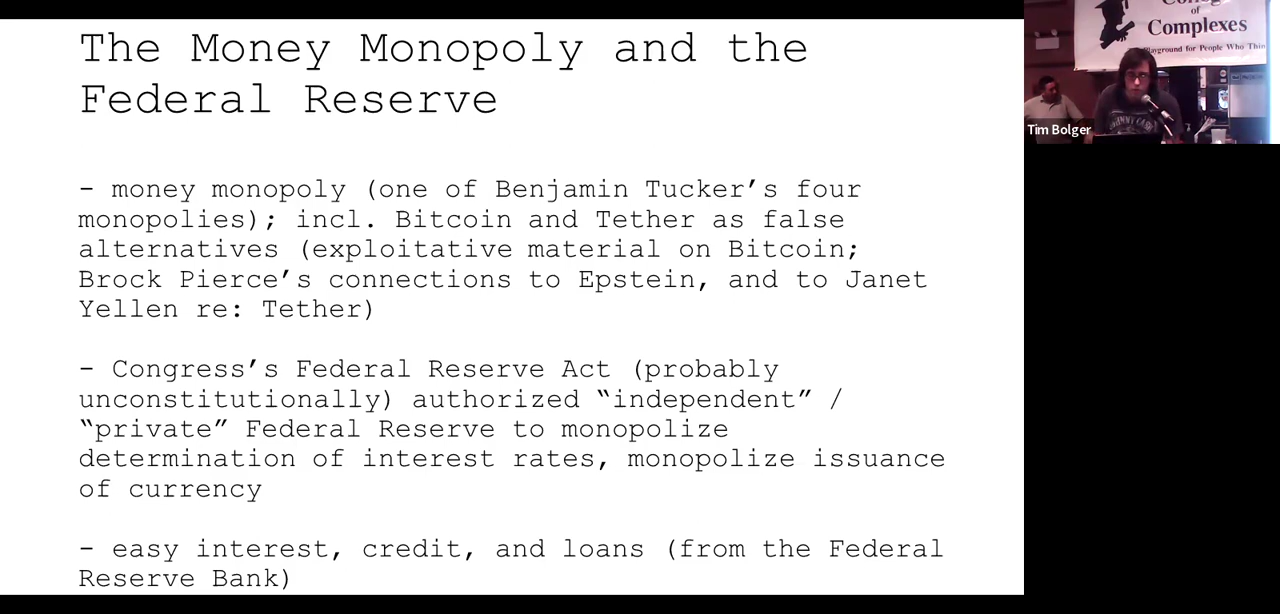 The Money Monopoly and the
Federal Reserve
- money monopoly (one of Benjamin Tucker’s four
monopolies); incl. Bitcoin and Tether as false
alternatives (exploitative material on Bitcoin;
Brock Pierce’s connections to Epstein, and to Janet
Yellen re: Tether)
- Congress’s Federal Reserve Act (probably
unconstitutionally) authorized “independent” /
“private” Federal Reserve to monopolize
determination of interest rates, monopolize issuance
of currency
- easy interest, credit, and loans (from the Federal
Reserve Bank)
of
Complexes
for People Who
Tim Bolger